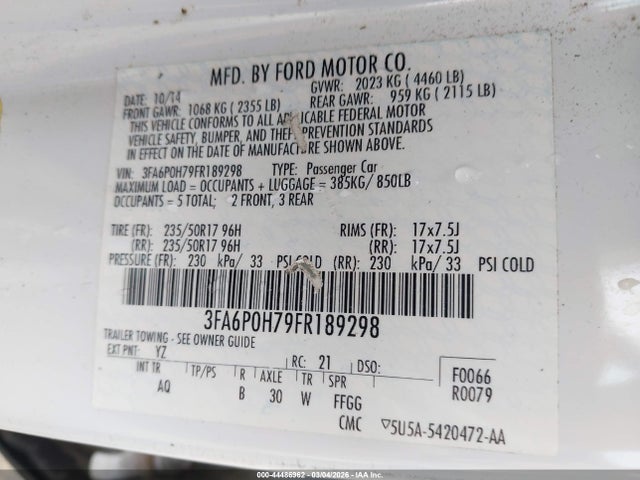 MFD. BY FORD MOTOR CO.
DATE: 10/14 GVWR: 2023 KG ( 4460 LB)
FRONT GAWR: 1068 KG ( 2355 LB) REAR GAWR: 959 KG ( 2115 LB)
THIS VEHICLE CONFORMS TO ALL APPLICABLE FEDERAL MOTOR
VEHICLE SAFETY, BUMPER, AND THEFT PREVENTION STANDARDS
IN EFFECT ON THE DATE OF MANUFACTURE SHOWN ABOVE.
VIN: 3FA6P0H79FR189298 TYPE: Passenger Car
MAXIMUM LOAD = OCCUPANTS + LUGGAGE = 385KG/ 850LB
OCCUPANTS = 5 TOTAL; 2 FRONT, 3 REAR
TIRE (FR): 235/50R17 96H RIMS (FR): 17x7.5J
(RR): 235/50R17 96H (RR): 17x7.5J
PRESSURE (FR): 230 kPa/ 33 PSI COLD (RR): 230 kPa/ 33 PSI COLD
3FA6P0H79FR189298
TRAILER TOWING - SEE OWNER GUIDE
EXT PNT: YZ RC: 21 DSO: F0066
INT TR TP/PS R AXLE TR SPR R0079
AQ B 30 W FFGG
CMC ▽5U5A-5420472-AA
000-44486962 - 03/04/2026 - IAAI.COM